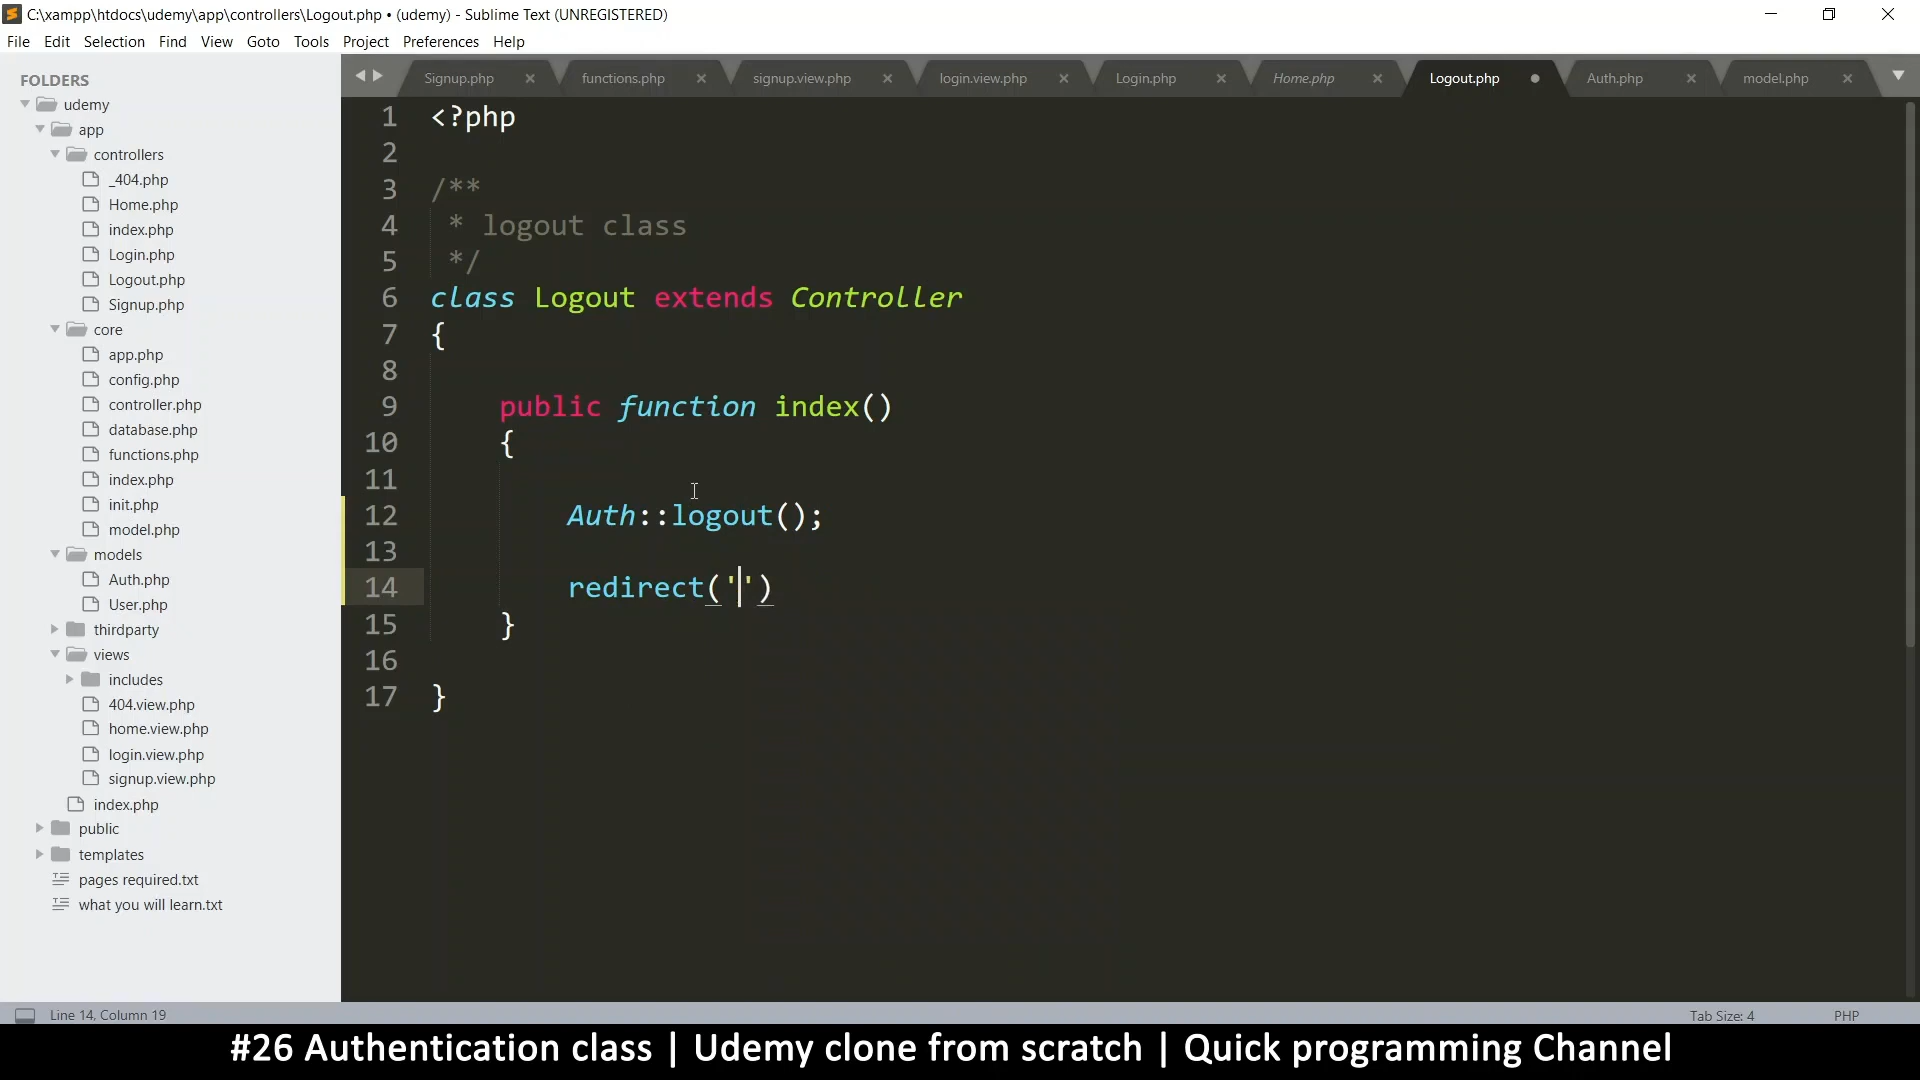 C:\xampp\htdocs\udemy\app\controllers\Logout.php • (udemy) - Sublime Text (UNREGISTERED)
File Edit Selection Find View Goto Tools Project Preferences Help
FOLDERS
udemy
app
controllers
_404.php
Home.php
index.php
Login.php
Logout.php
Signup.php
core
app.php
config.php
controller.php
database.php
functions.php
index.php
init.php
model.php
models
Auth.php
User.php
thirdparty
views
includes
404.view.php
home.view.php
login.view.php
signup.view.php
index.php
public
templates
pages required.txt
what you will learn.txt
Signup.php functions.php signup.view.php login.view.php Login.php Home.php Logout.php Auth.php model.php
1 <?php
2
3 /**
4 * logout class
5 */
6 class Logout extends Controller
7 {
8
9 public function index()
10 {
11
12 Auth::logout();
13
14 redirect('')
15 }
16
17 }
Line 14, Column 19 Tab Size: 4 PHP
#26 Authentication class | Udemy clone from scratch | Quick programming Channel